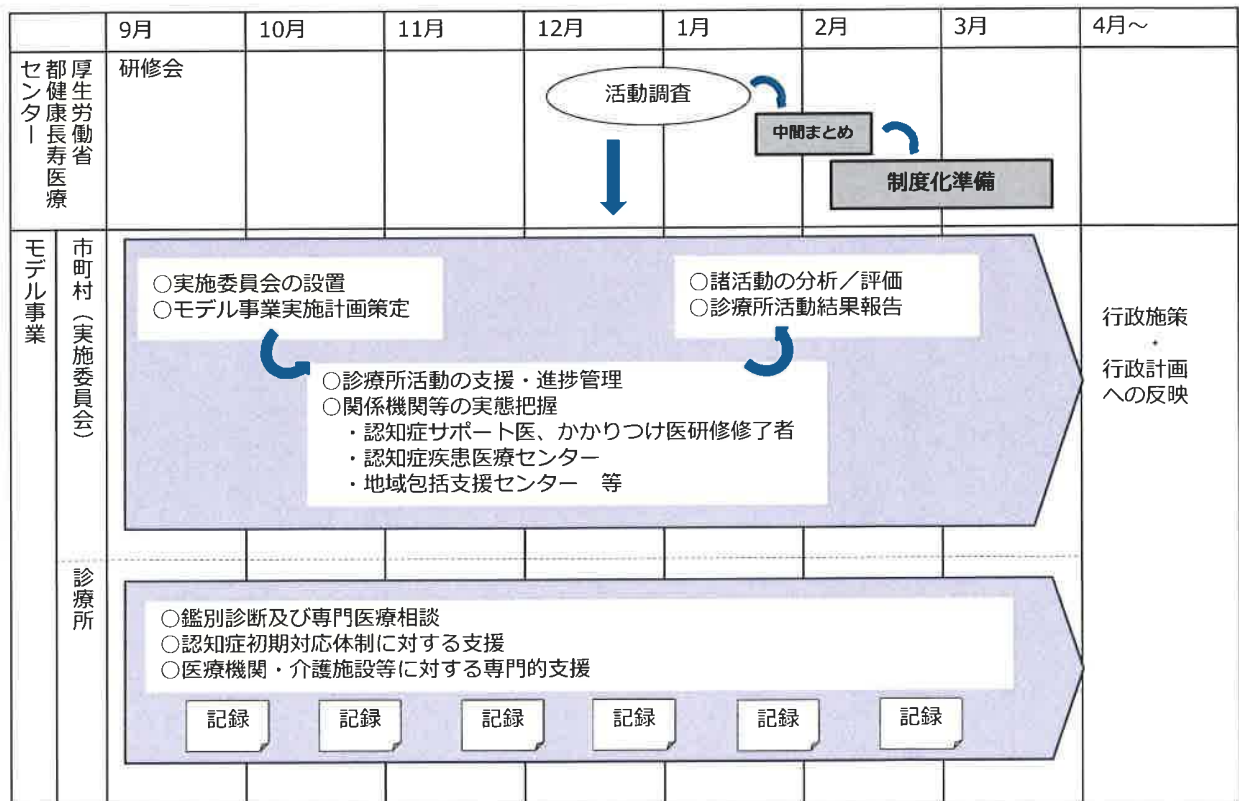 9月
10月
11月
12月
1月
2月
3月
4月～
厚生労働省
都健康長寿医療
センター
研修会
活動調査
中間まとめ
制度化準備
モデル事業
市町村（実施委員会）
○実施委員会の設置
○モデル事業実施計画策定
○諸活動の分析／評価
○診療所活動結果報告
○診療所活動の支援・進捗管理
○関係機関等の実態把握
・認知症サポート医、かかりつけ医研修修了者
・認知症疾患医療センター
・地域包括支援センター　等
行政施策
・
行政計画
への反映
診療所
○鑑別診断及び専門医療相談
○認知症初期対応体制に対する支援
○医療機関・介護施設等に対する専門的支援
記録
記録
記録
記録
記録
記録